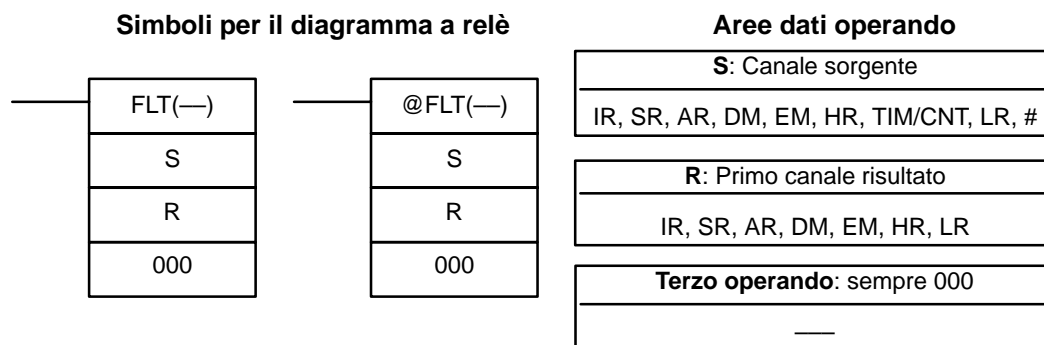 Simboli per il diagramma a relè
FLT(––)
S
R
000
@FLT(––)
S
R
000
Aree dati operando
S: Canale sorgente
IR, SR, AR, DM, EM, HR, TIM/CNT, LR, #
R: Primo canale risultato
IR, SR, AR, DM, EM, HR, LR
Terzo operando: sempre 000
–––